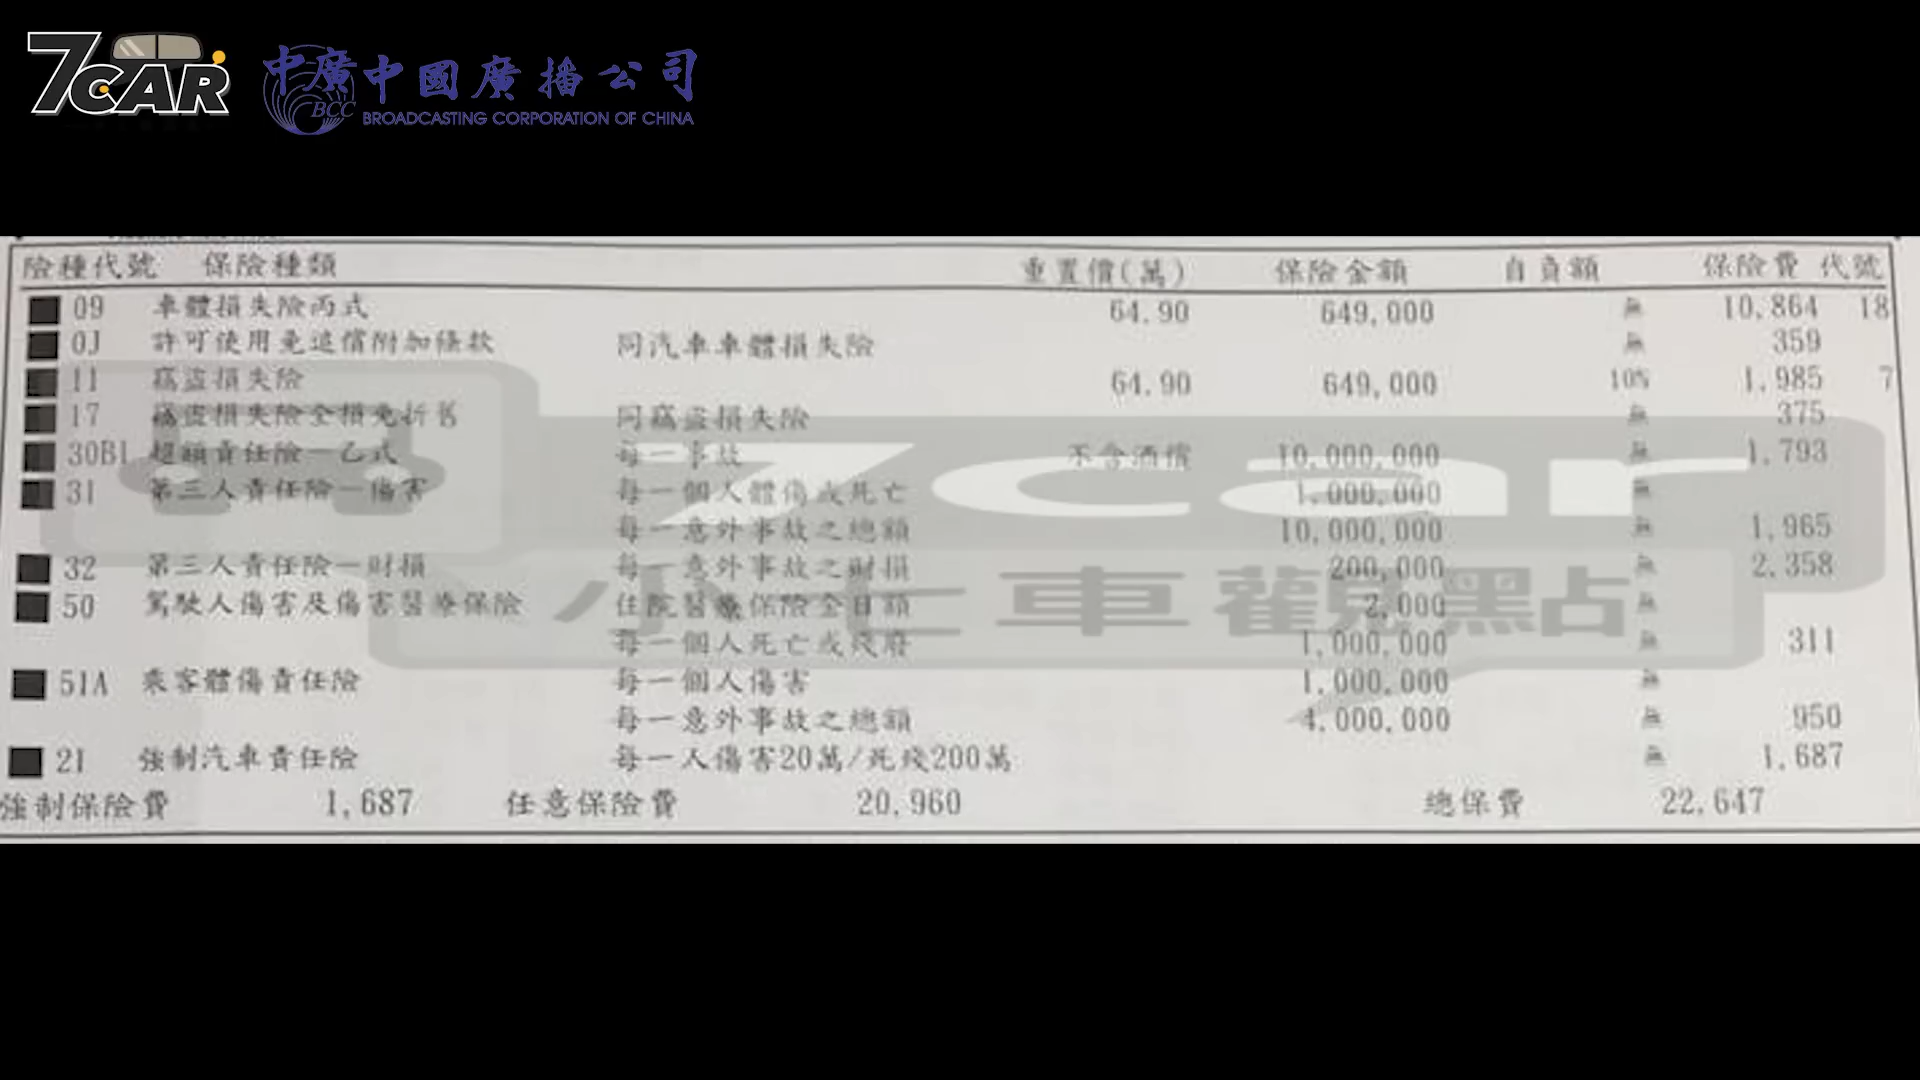 7CAR 中廣 BCC 中國廣播公司
BROADCASTING CORPORATION OF CHINA
險種代號 保險種類 重置價(萬) 保險金額 自負額 保險費 代號
09 車體損失險丙式 64.90 649,000 無 10,864 18
0J 許可使用免追償附加條款 同汽車車體損失險 無 359
11 竊盜損失險 64.90 649,000 10% 1,985 7
17 竊盜損失險全損免折舊 同竊盜損失險 無 375
30B1 超額責任險－乙式 每一事故 不含酒償 10,000,000 無 1,793
31 第三人責任險－傷害 每一個人體傷或死亡 1,000,000 無
每一意外事故之總額 10,000,000 無 1,965
32 第三人責任險－財損 每一意外事故之財損 200,000 無 2,358
50 駕駛人傷害及傷害醫療保險 住院醫療保險金日額 2,000 無
每一個人死亡或殘廢 1,000,000 無 311
51A 乘客體傷責任險 每一個人傷害 1,000,000 無
每一意外事故之總額 4,000,000 無 950
21 強制汽車責任險 每一人傷害20萬/死殘200萬 無 1,687
強制保險費 1,687 任意保險費 20,960 總保費 22,647
7car
小七車觀點